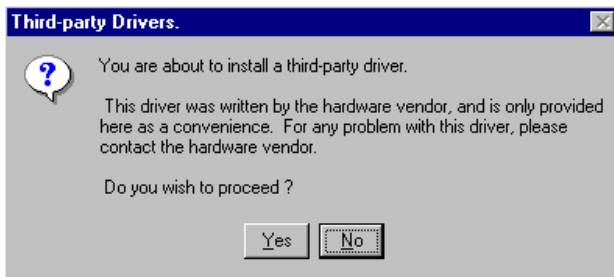 Third-party Drivers.
You are about to install a third-party driver.
This driver was written by the hardware vendor, and is only provided
here as a convenience. For any problem with this driver, please
contact the hardware vendor.
Do you wish to proceed ?
Yes No